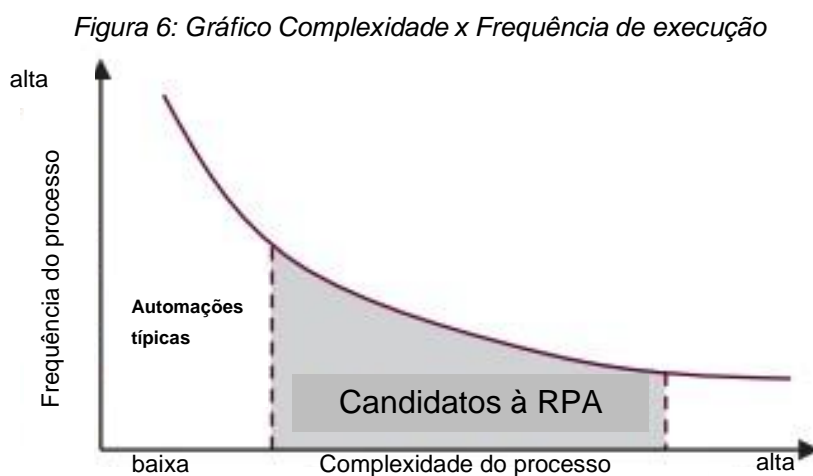 Figura 6: Gráfico Complexidade x Frequência de execução
alta
Frequência do processo
Automações
típicas
Candidatos à RPA
baixa
Complexidade do processo
alta